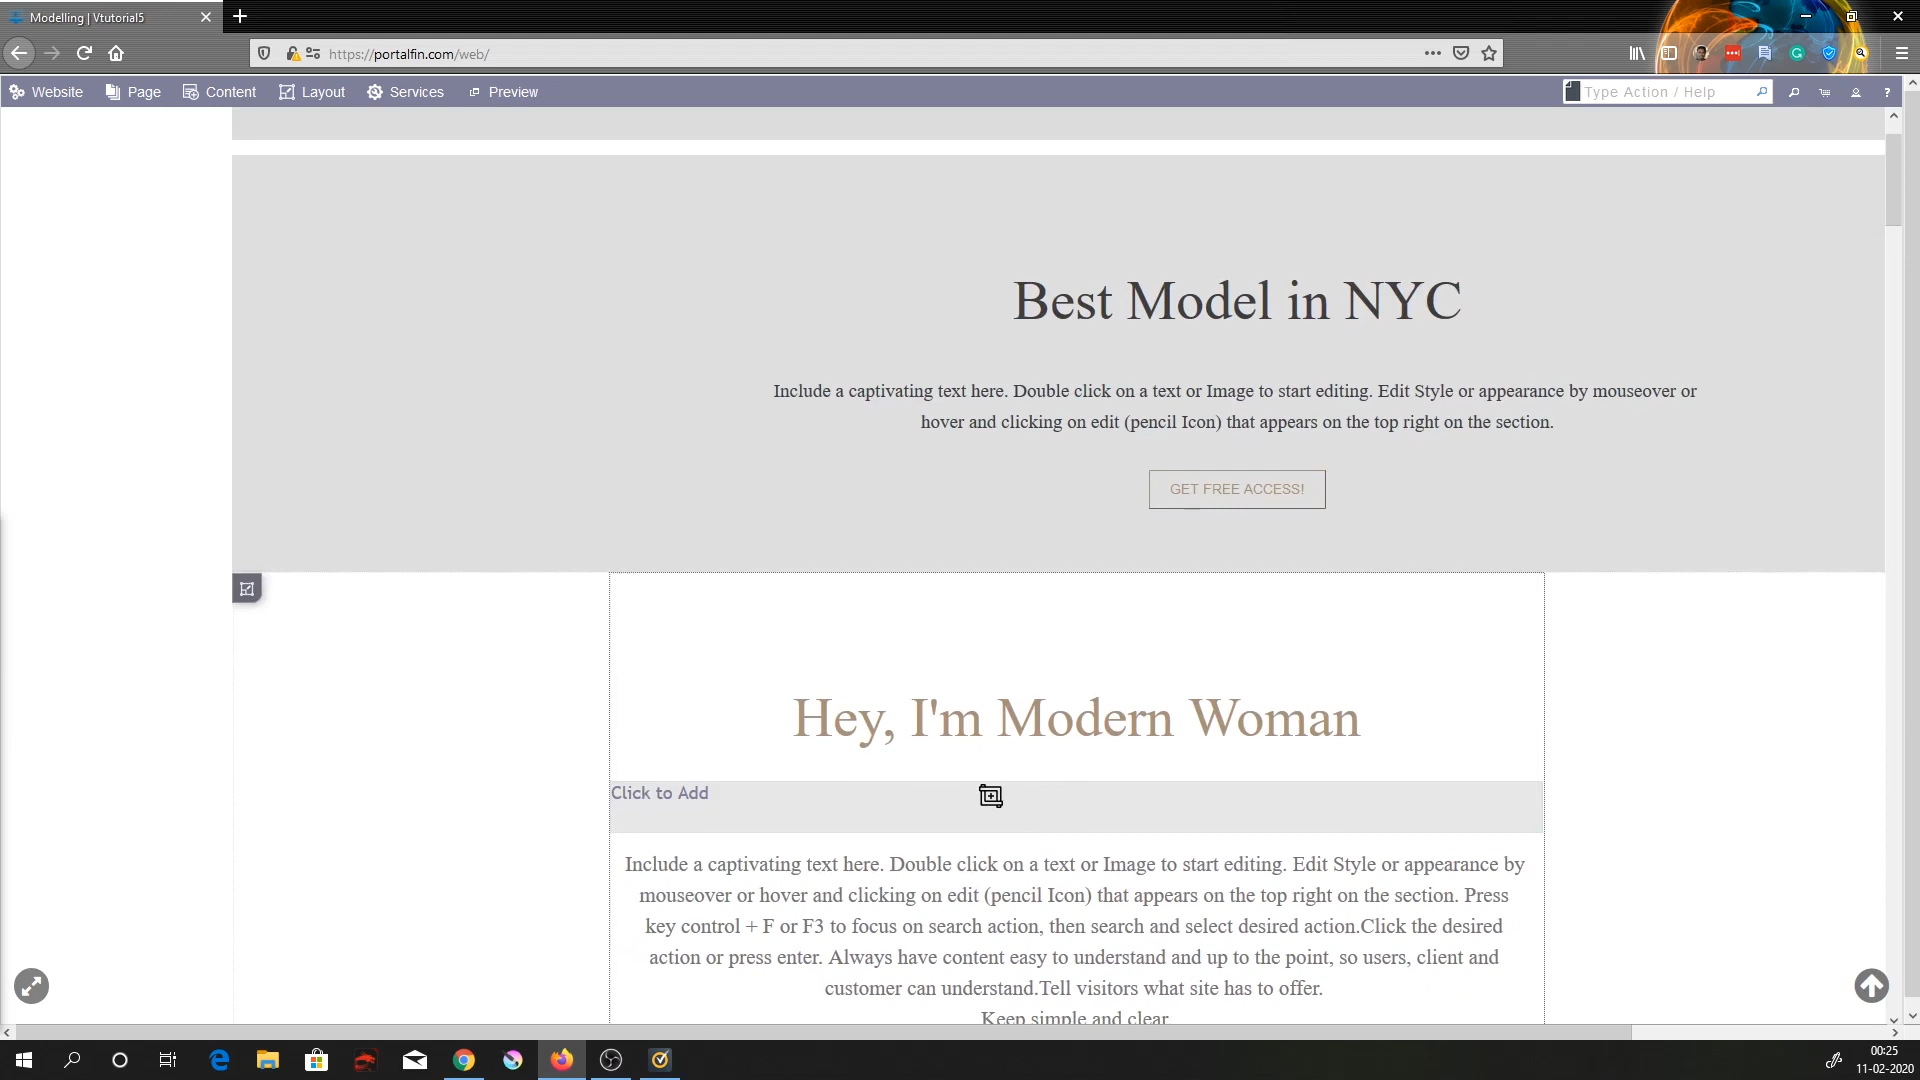 Modelling | Vtutorial5
https://portalfin.com/web/
Website Page Content Layout Services Preview
Type Action / Help
?
Best Model in NYC
Include a captivating text here. Double click on a text or Image to start editing. Edit Style or appearance by mouseover or
hover and clicking on edit (pencil Icon) that appears on the top right on the section.
GET FREE ACCESS!
Hey, I'm Modern Woman
Click to Add
Include a captivating text here. Double click on a text or Image to start editing. Edit Style or appearance by
mouseover or hover and clicking on edit (pencil Icon) that appears on the top right on the section. Press
key control + F or F3 to focus on search action, then search and select desired action.Click the desired
action or press enter. Always have content easy to understand and up to the point, so users, client and
customer can understand.Tell visitors what site has to offer.
Keep simple and clear
00:25
11-02-2020